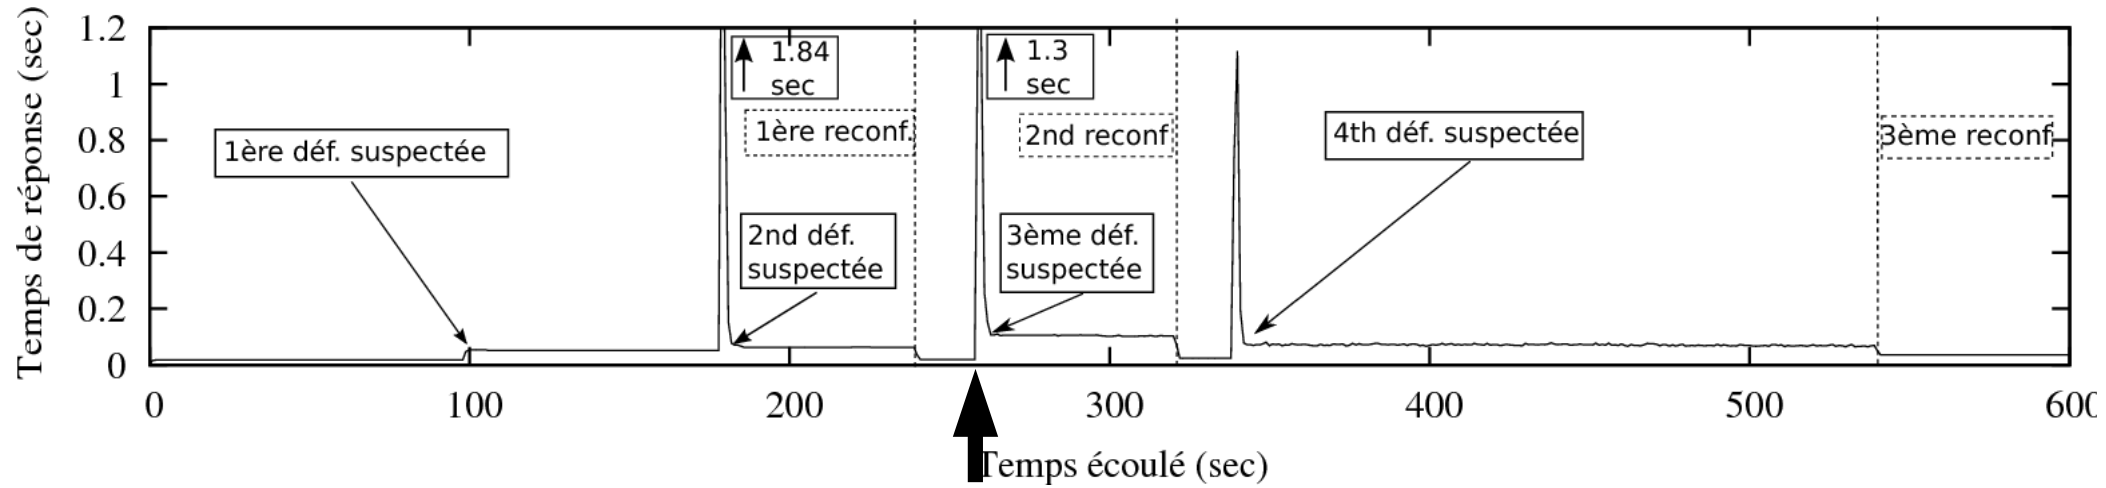 Temps de réponse (sec)
1.2
1
0.8
0.6
0.4
0.2
0
1.84
sec
1.3
sec
1ère reconf.
2nd reconf
4th déf. suspectée
3ème reconf
1ère déf. suspectée
2nd déf.
suspectée
3ème déf.
suspectée
0 100 200 300 400 500 600
Temps écoulé (sec)